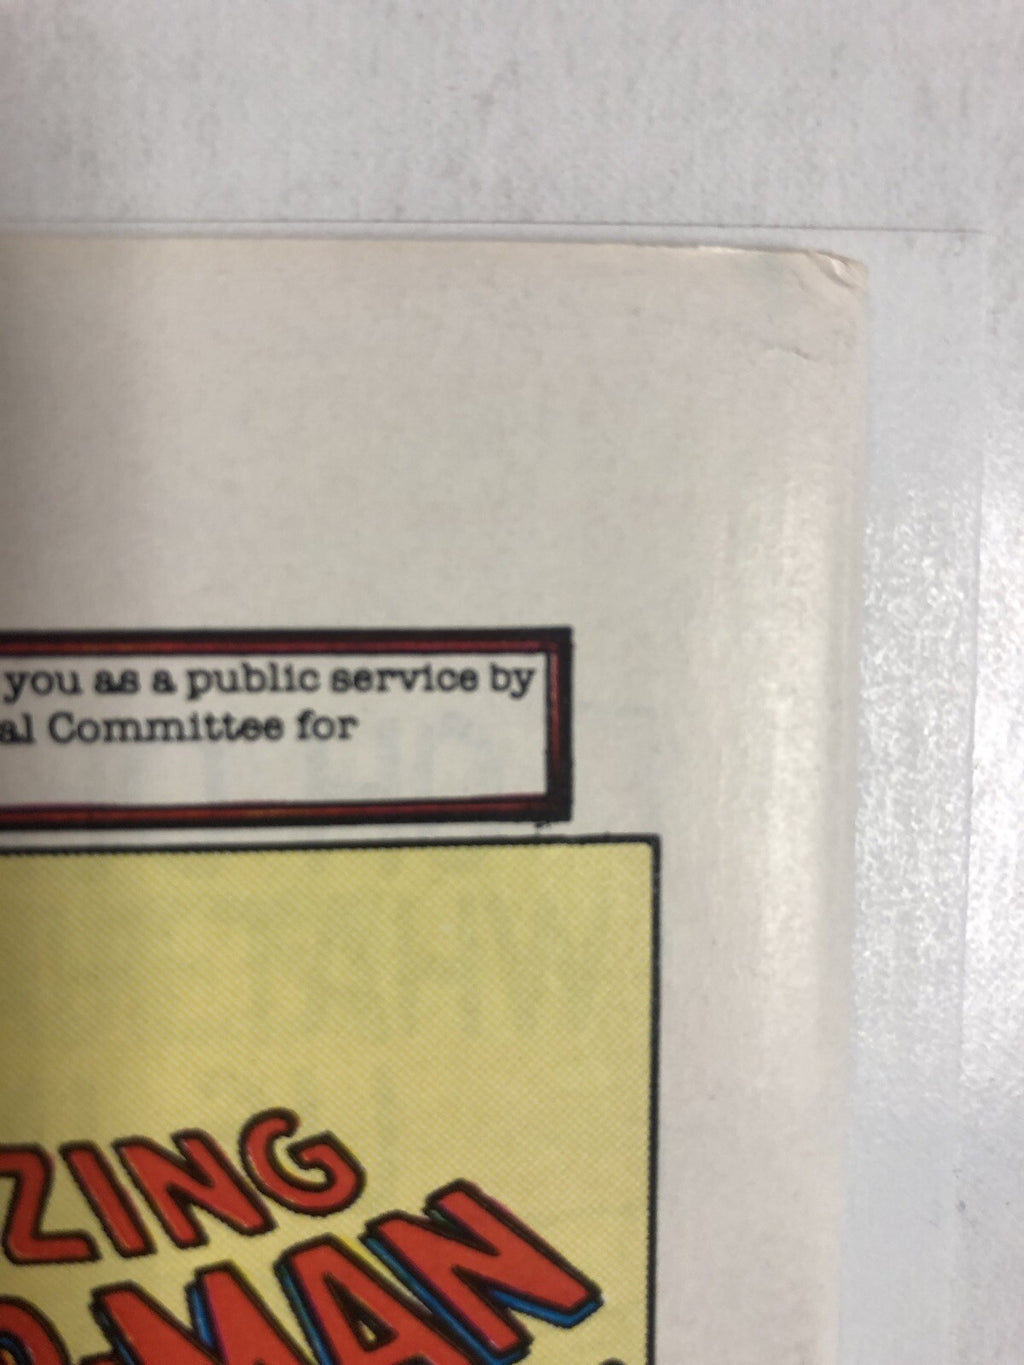 you as a public service by
al Committee for
ZING
R-MAN